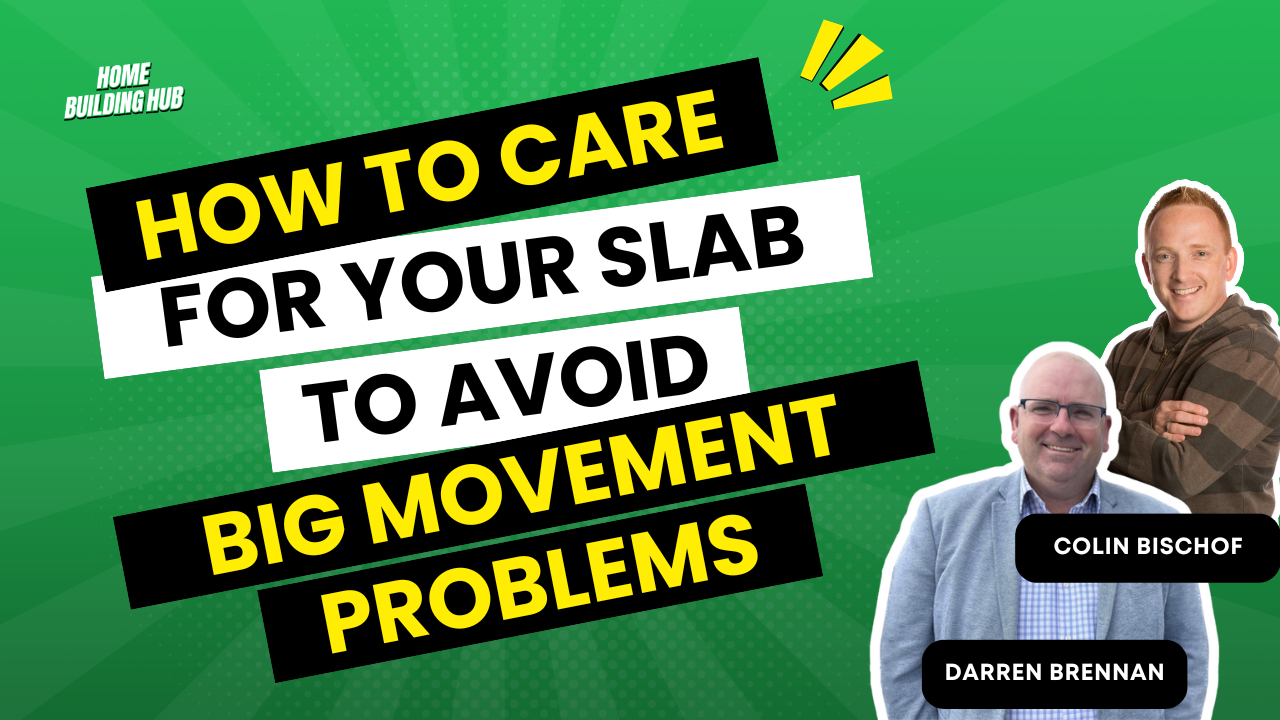 HOME
BUILDING HUB
HOW TO CARE
FOR YOUR SLAB
TO AVOID
BIG MOVEMENT
PROBLEMS
COLIN BISCHOF
DARREN BRENNAN